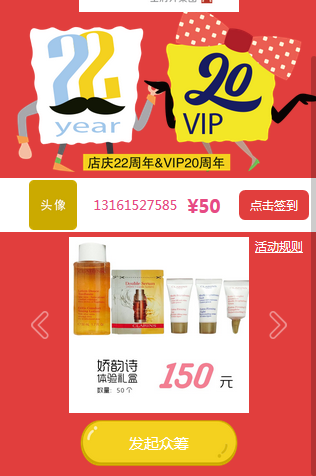 22
year
20
VIP
店庆22周年&VIP20周年
头像 13161527585 ¥50 点击签到
活动规则
CLARINS
娇韵诗
体验礼盒
数量: 50个
150 元
发起众筹